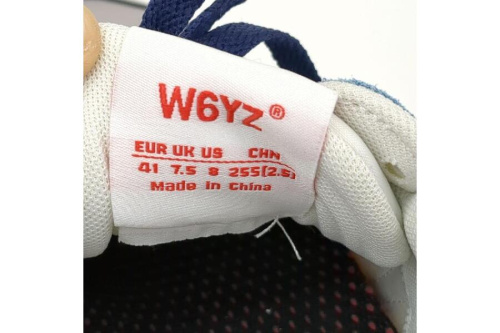 W6YZ®
EUR UK US CHN
41 7.5 8 255(2.5)
Made in China